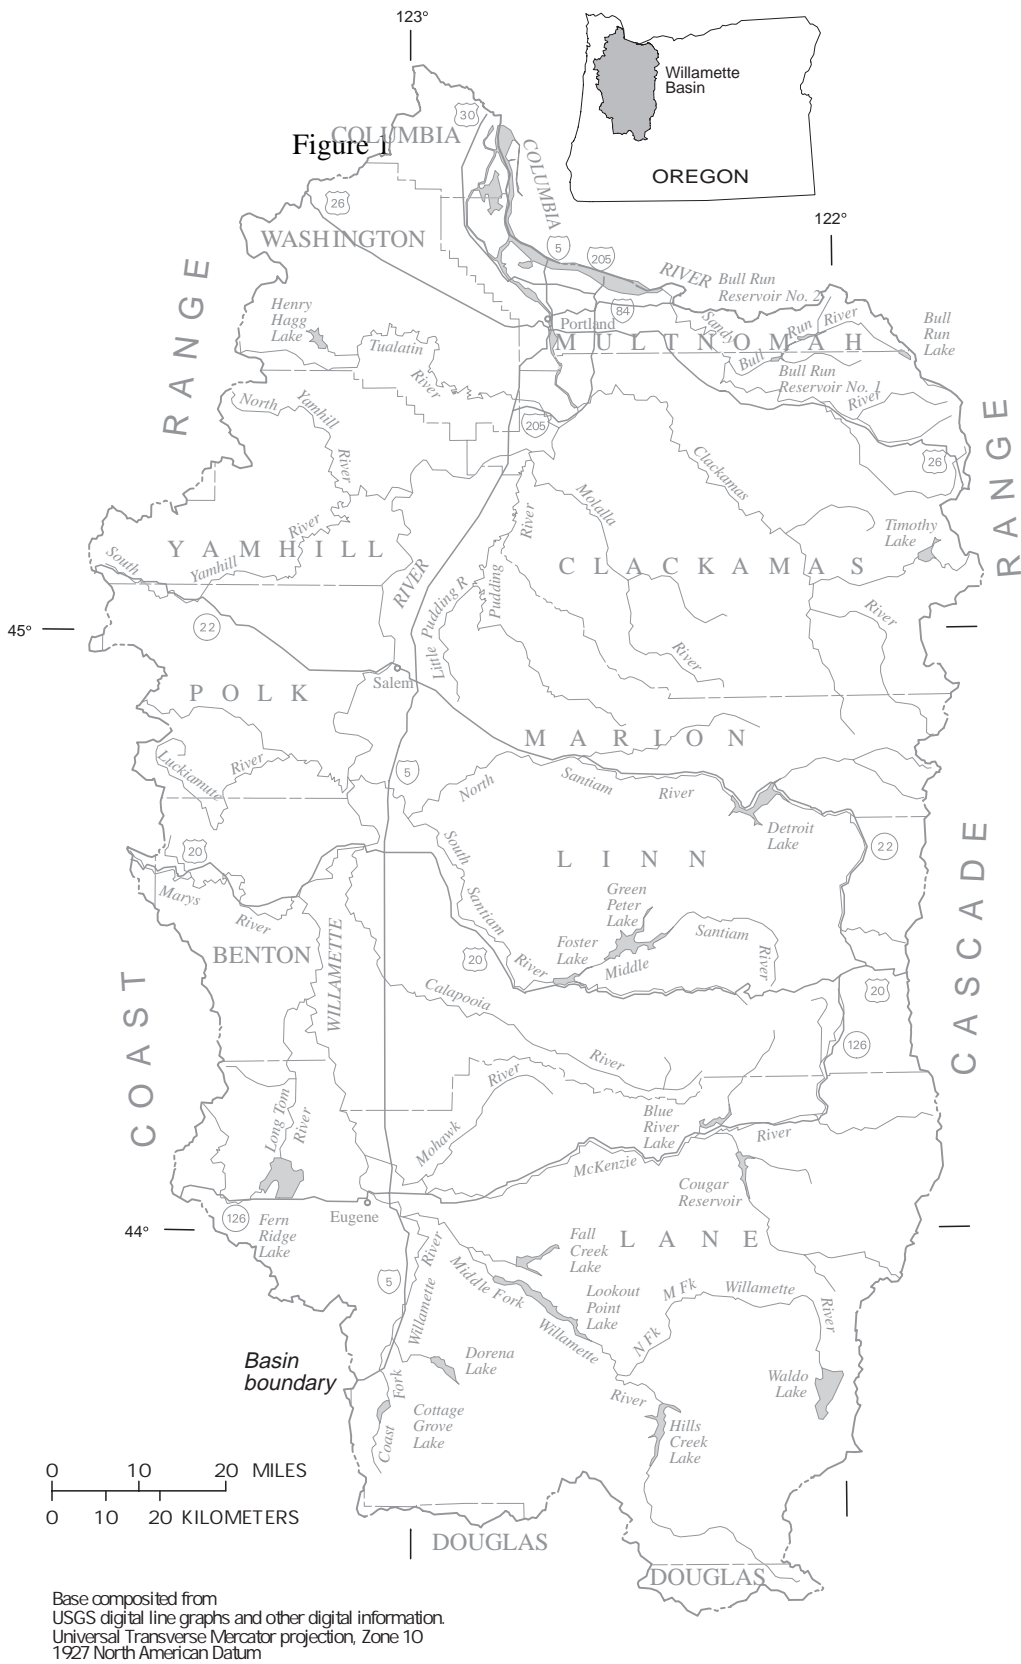 123°
Willamette
Basin
OREGON
Figure 1
COLUMBIA
30
COLUMBIA
RIVER
26
WASHINGTON
122°
5
205
84
Bull Run
Reservoir No. 2
Portland
MULTNOMAH
Sandy
River
Bull Run River
Bull
Run
Lake
Bull Run
Reservoir No. 1
Henry
Hagg
Lake
Tualatin
River
RANGE
North Yamhill
River
205
26
RANGE
Clackamas
River
Molalla
River
Timothy
Lake
YAMHILL
South Yamhill River
CLACKAMAS
RIVER
Pudding River
Little Pudding R
45°
22
Salem
POLK
MARION
Luckiamute River
5
North Santiam River
Detroit
Lake
22
CASCADE
20
LINN
South Santiam River
Green
Peter
Lake
Foster
Lake
Middle Santiam River
Marys River
BENTON
WILLAMETTE
20
20
COAST
Calapooia River
126
Long Tom
River
Mohawk River
Blue
River
Lake
McKenzie River
Cougar
Reservoir
44°
126
Fern
Ridge
Lake
Eugene
LANE
Fall
Creek
Lake
Lookout
Point
Lake
5
Coast Fork Willamette River
Middle Fork Willamette River
N Fk M Fk Willamette River
Basin
boundary
Dorena
Lake
Waldo
Lake
Cottage
Grove
Lake
Hills
Creek
Lake
0 10 20 MILES
0 10 20 KILOMETERS
DOUGLAS
DOUGLAS
Base composited from
USGS digital line graphs and other digital information.
Universal Transverse Mercator projection, Zone 10
1927 North American Datum